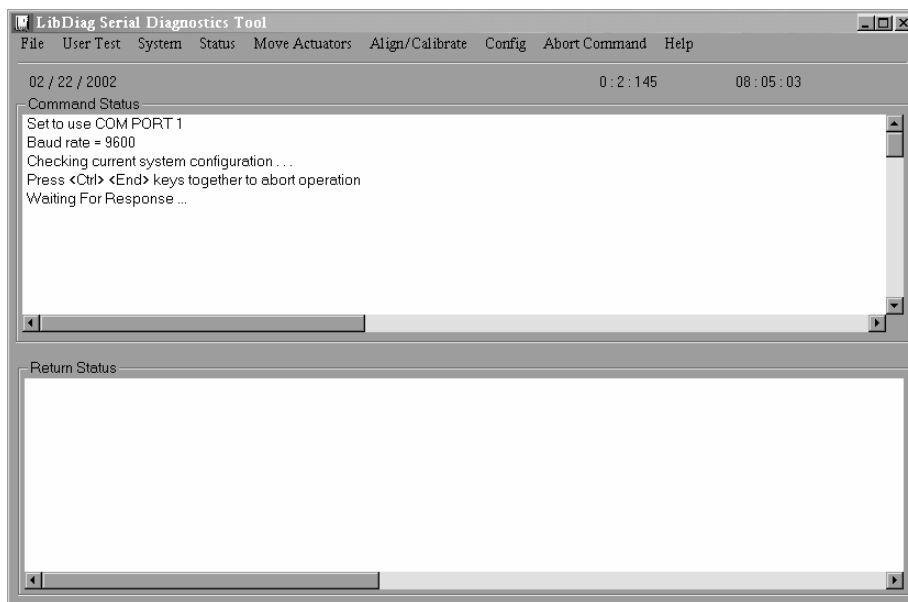 LibDiag Serial Diagnostics Tool
File User Test System Status Move Actuators Align/Calibrate Config Abort Command Help
02 / 22 / 2002 0 : 2 : 145 08 : 05 : 03
Command Status
Set to use COM PORT 1
Baud rate = 9600
Checking current system configuration . . .
Press <Ctrl> <End> keys together to abort operation
Waiting For Response ...
Return Status